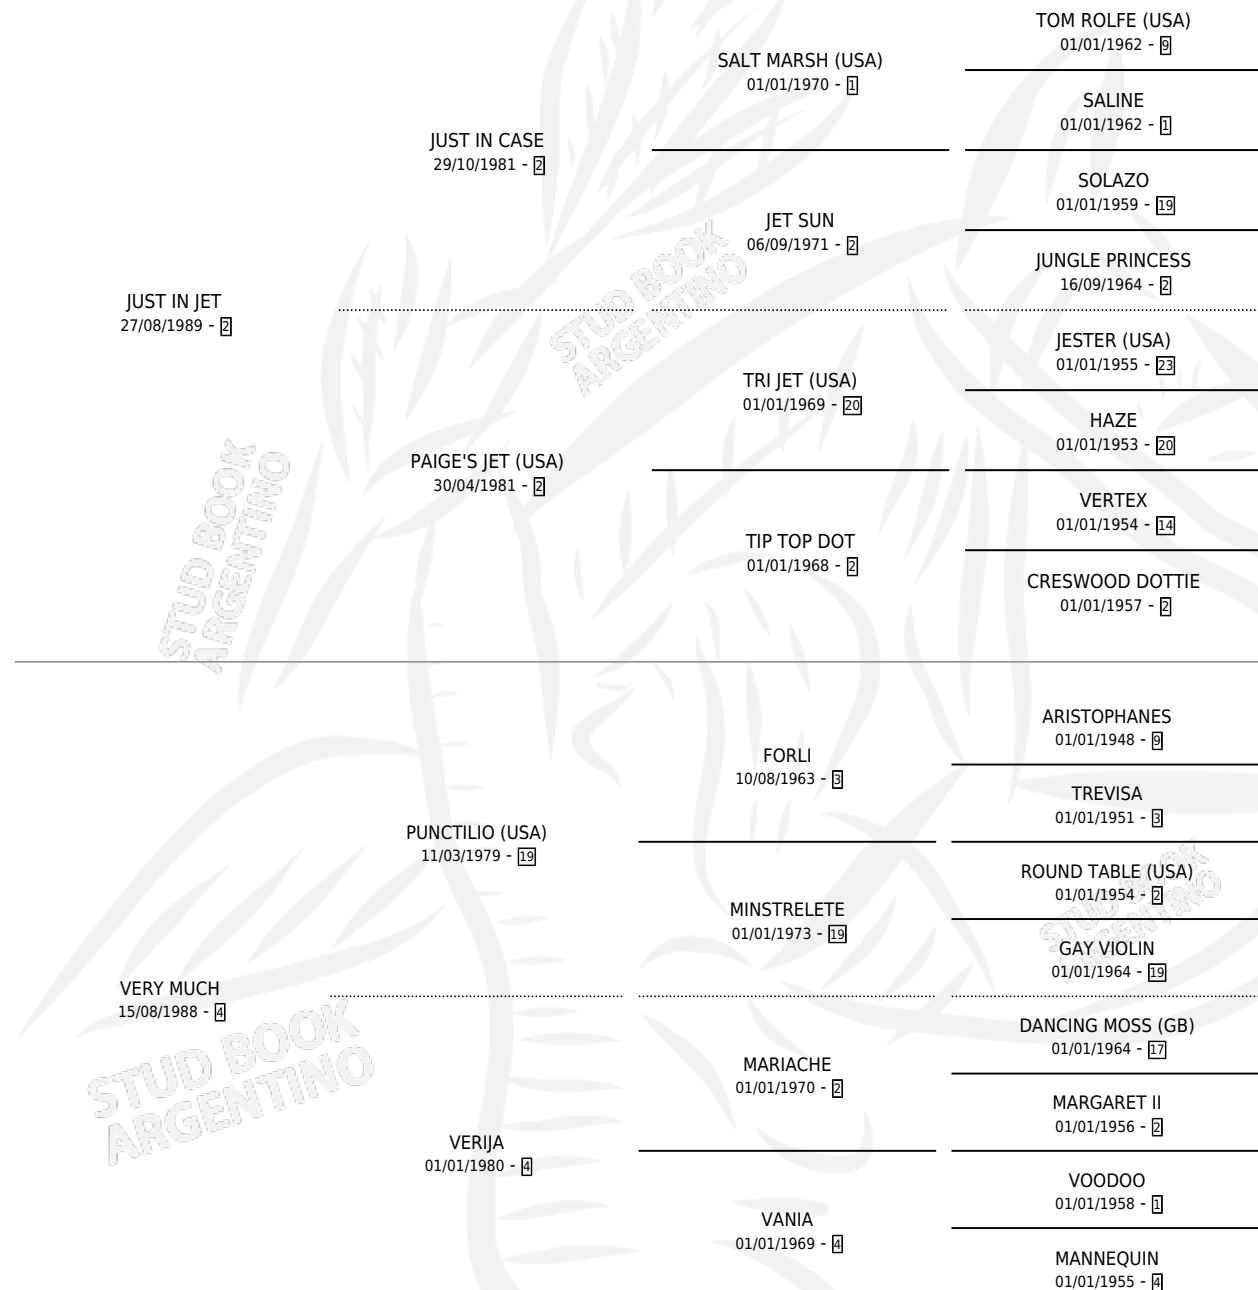 TOM ROLFE (USA)
01/01/1962 - 9
SALT MARSH (USA)
01/01/1970 - 1
SALINE
01/01/1962 - 1
JUST IN CASE
29/10/1981 - 2
SOLAZO
01/01/1959 - 19
JET SUN
06/09/1971 - 2
JUNGLE PRINCESS
16/09/1964 - 2
JUST IN JET
27/08/1989 - 2
STUD BOOK
ARGENTINO
JESTER (USA)
01/01/1955 - 23
TRI JET (USA)
01/01/1969 - 20
HAZE
01/01/1953 - 20
PAIGE'S JET (USA)
30/04/1981 - 2
VERTEX
01/01/1954 - 14
TIP TOP DOT
01/01/1968 - 2
CRESWOOD DOTTIE
01/01/1957 - 2
STUD BOOK
ARGENTINO
ARISTOPHANES
01/01/1948 - 9
FORLI
10/08/1963 - 3
TREVISA
01/01/1951 - 3
PUNCTILIO (USA)
11/03/1979 - 19
ROUND TABLE (USA)
01/01/1954 - 2
MINSTRELETE
01/01/1973 - 19
GAY VIOLIN
01/01/1964 - 19
STUD BOOK
ARGENTINO
VERY MUCH
15/08/1988 - 4
DANCING MOSS (GB)
01/01/1964 - 17
MARIACHE
01/01/1970 - 2
MARGARET II
01/01/1956 - 2
STUD BOOK
ARGENTINO
VERIJA
01/01/1980 - 4
VOODOO
01/01/1958 - 1
VANIA
01/01/1969 - 4
MANNEQUIN
01/01/1955 - 4